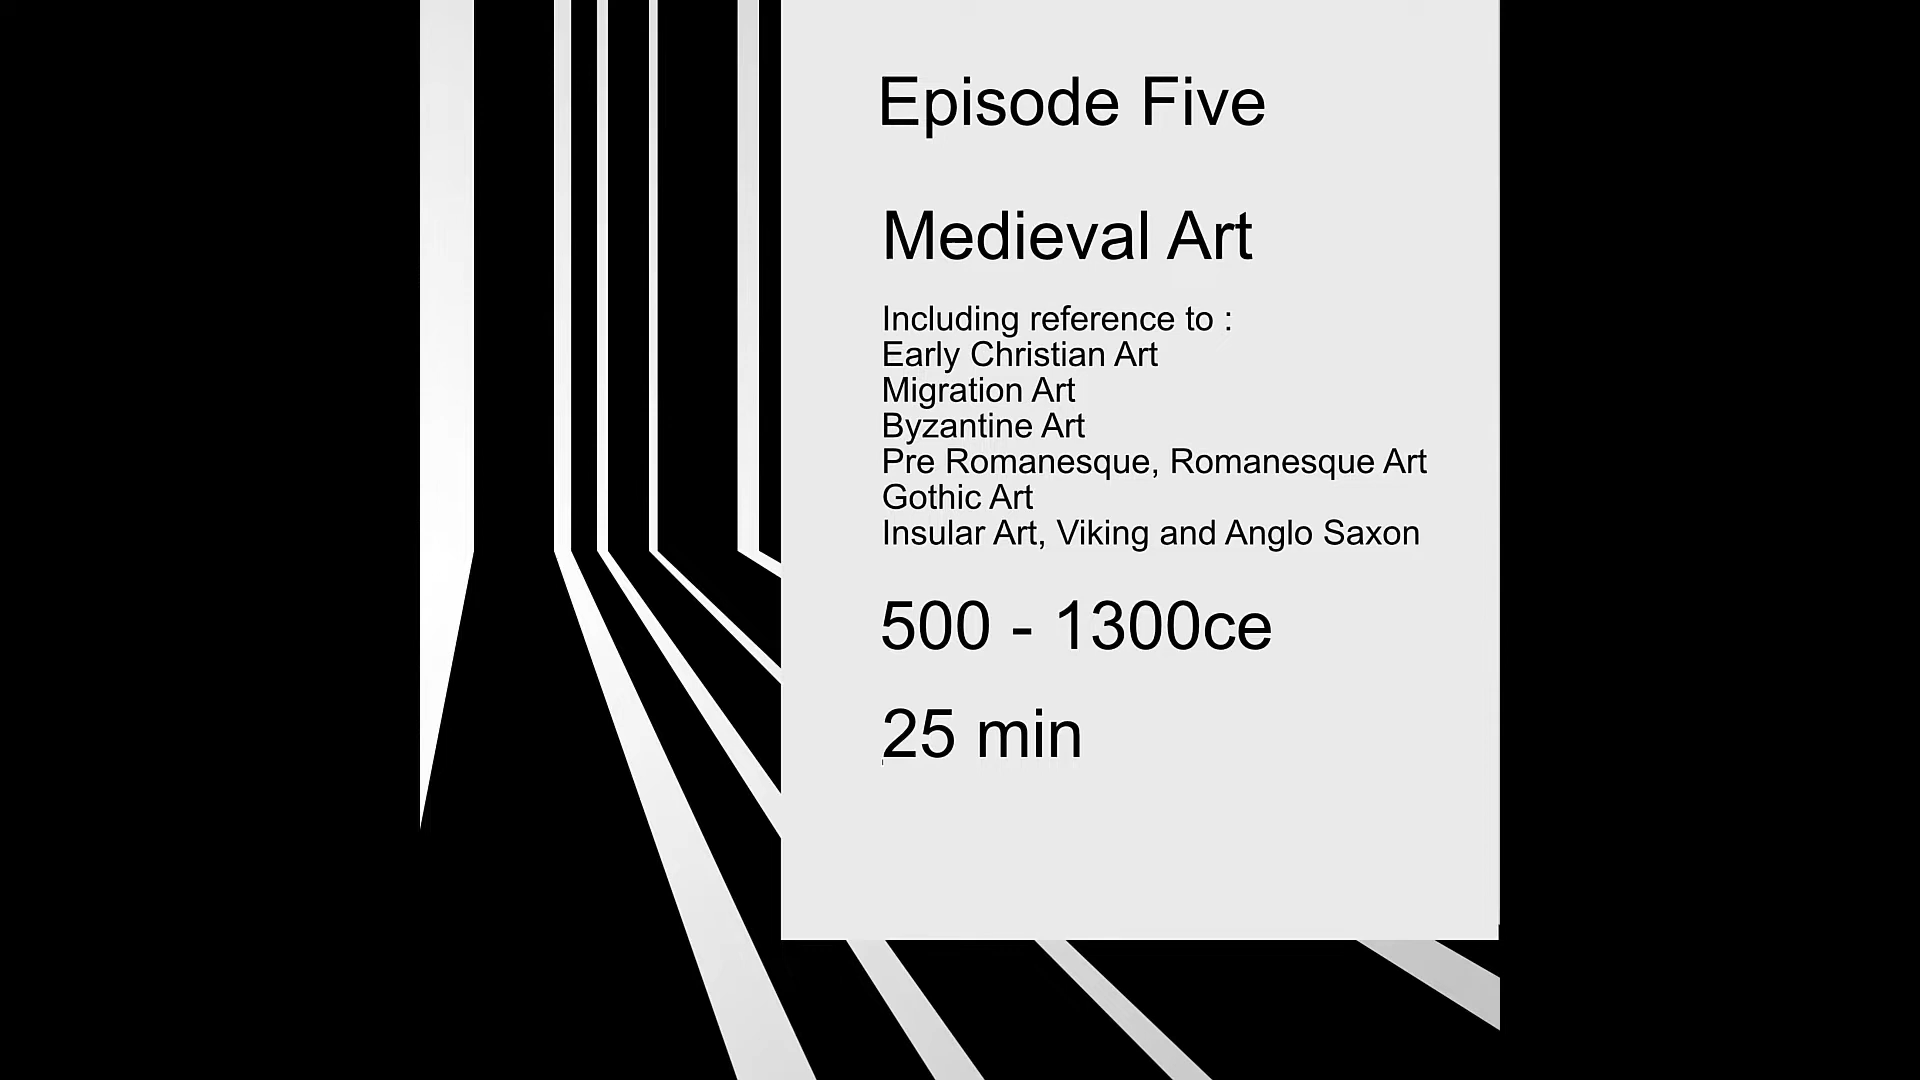 Episode Five
Medieval Art
Including reference to :
Early Christian Art
Migration Art
Byzantine Art
Pre Romanesque, Romanesque Art
Gothic Art
Insular Art, Viking and Anglo Saxon
500 - 1300ce
25 min